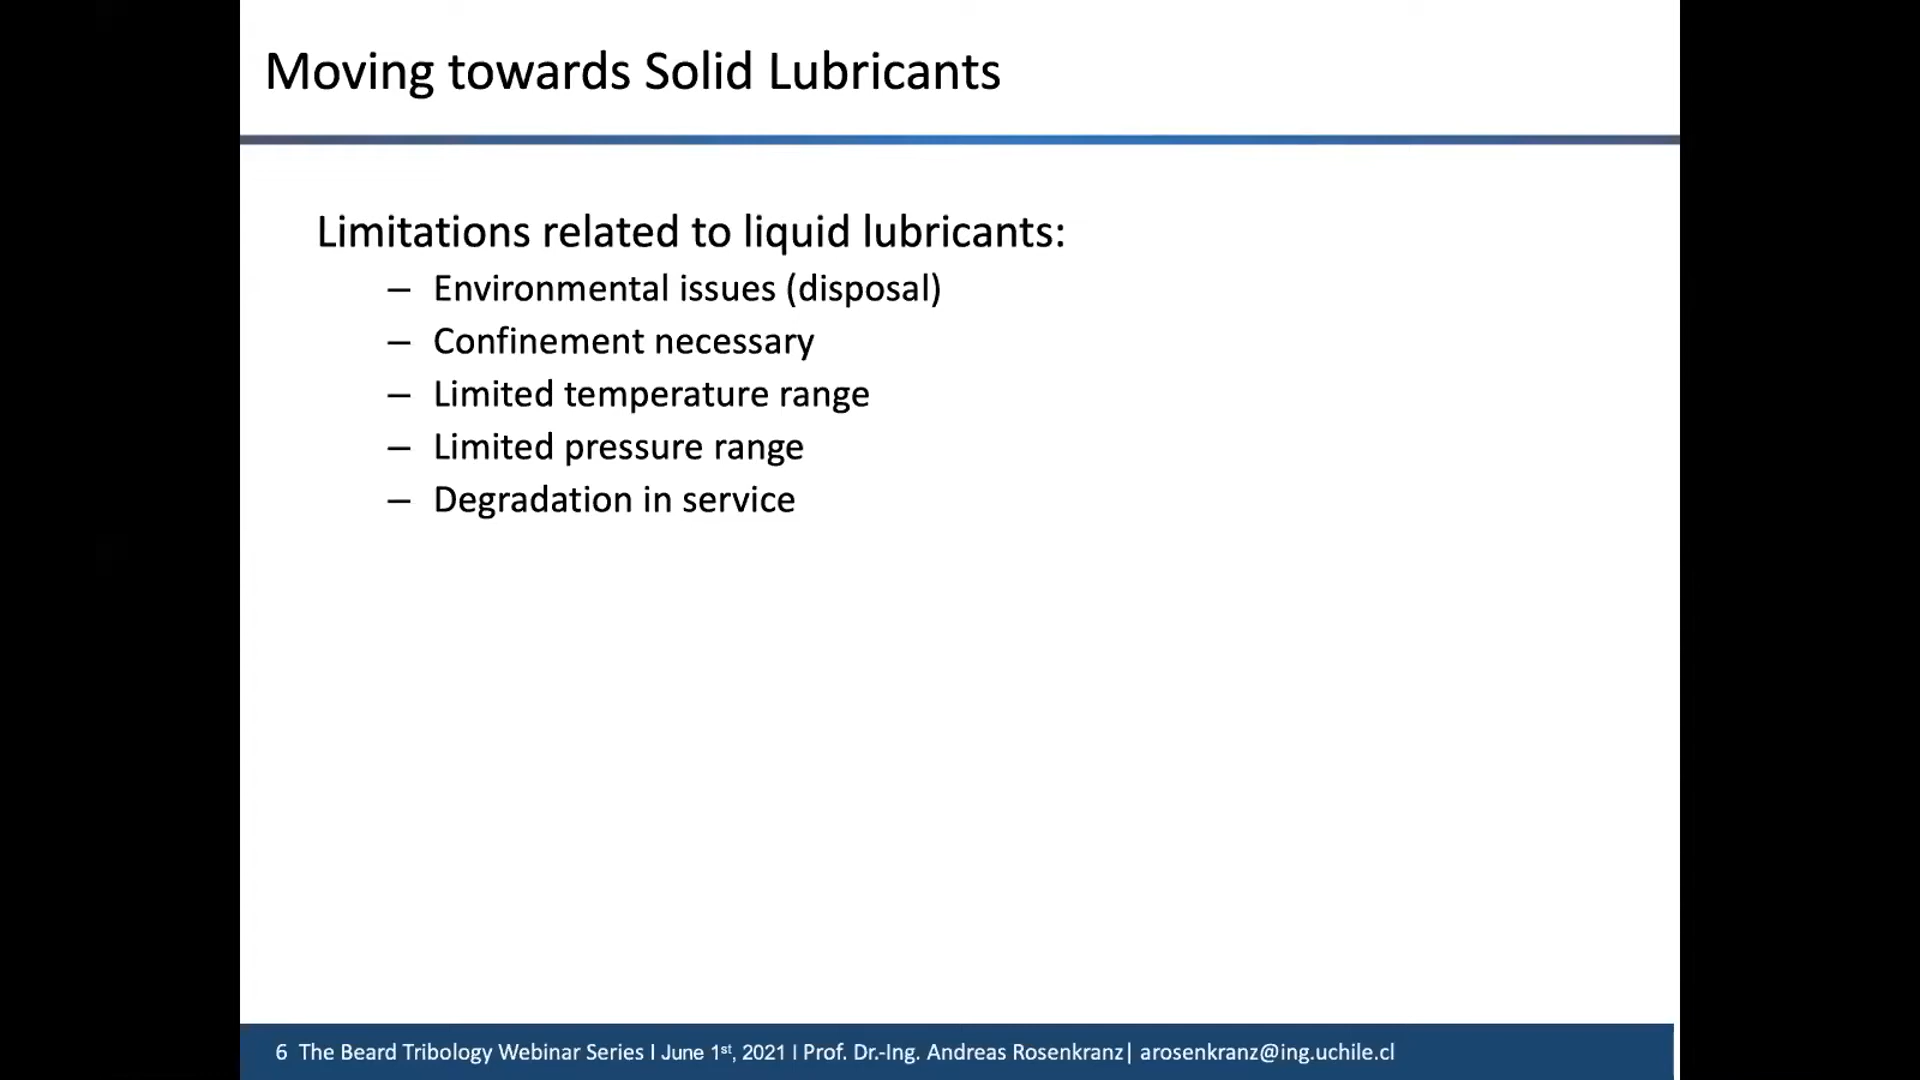 Moving towards Solid Lubricants
Limitations related to liquid lubricants:
– Environmental issues (disposal)
– Confinement necessary
– Limited temperature range
– Limited pressure range
– Degradation in service
6 The Beard Tribology Webinar Series I June 1st, 2021 I Prof. Dr.-Ing. Andreas Rosenkranz| arosenkranz@ing.uchile.cl